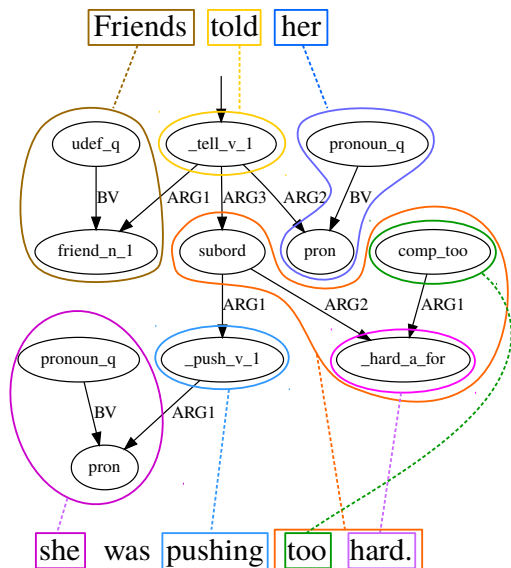 Friends told her
udef_q _tell_v_1 pronoun_q
BV ARG1 ARG3 ARG2 BV
friend_n_1 subord pron comp_too
ARG1 ARG2 ARG1
pronoun_q _push_v_1 _hard_a_for
BV ARG1
pron
she was pushing too hard.